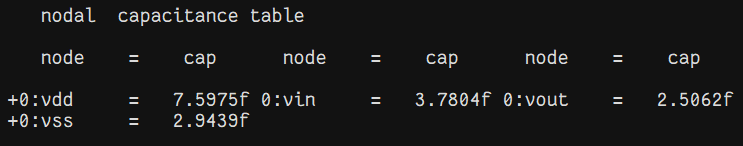 nodal capacitance table
node = cap node = cap node = cap
+0:vdd = 7.5975f 0:vin = 3.7804f 0:vout = 2.5062f
+0:vss = 2.9439f